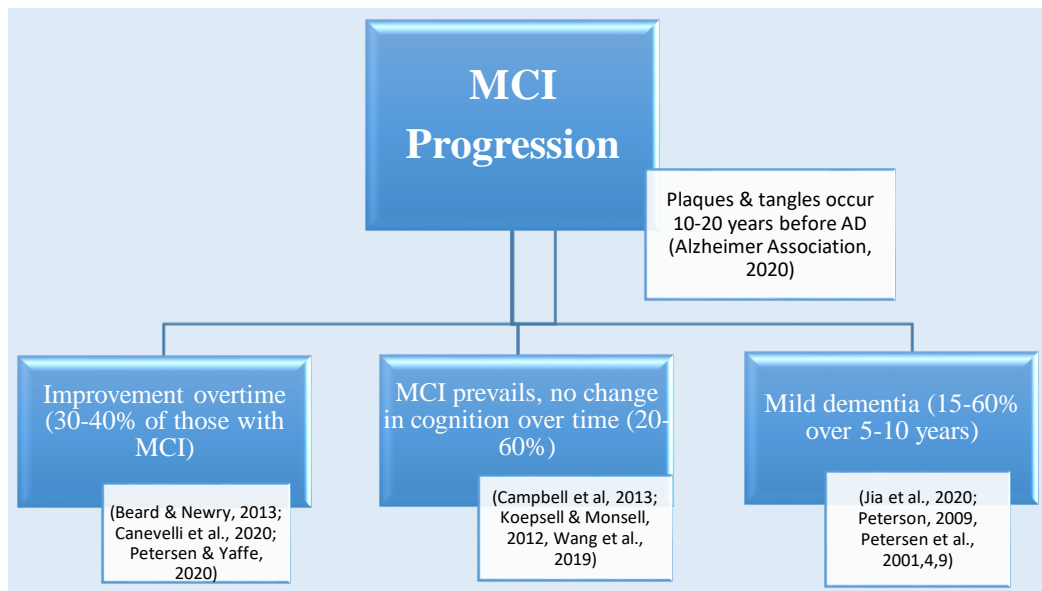 MCI
Progression
Plaques & tangles occur
10-20 years before AD
(Alzheimer Association,
2020)
Improvement overtime
(30-40% of those with
MCI)
(Beard & Newry, 2013;
Canevelli et al., 2020;
Petersen & Yaffe,
2020)
MCI prevails, no change
in cognition over time (20-
60%)
(Campbell et al, 2013;
Koepsell & Monsell,
2012, Wang et al.,
2019)
Mild dementia (15-60%
over 5-10 years)
(Jia et al., 2020;
Peterson, 2009,
Petersen et al.,
2001,4,9)